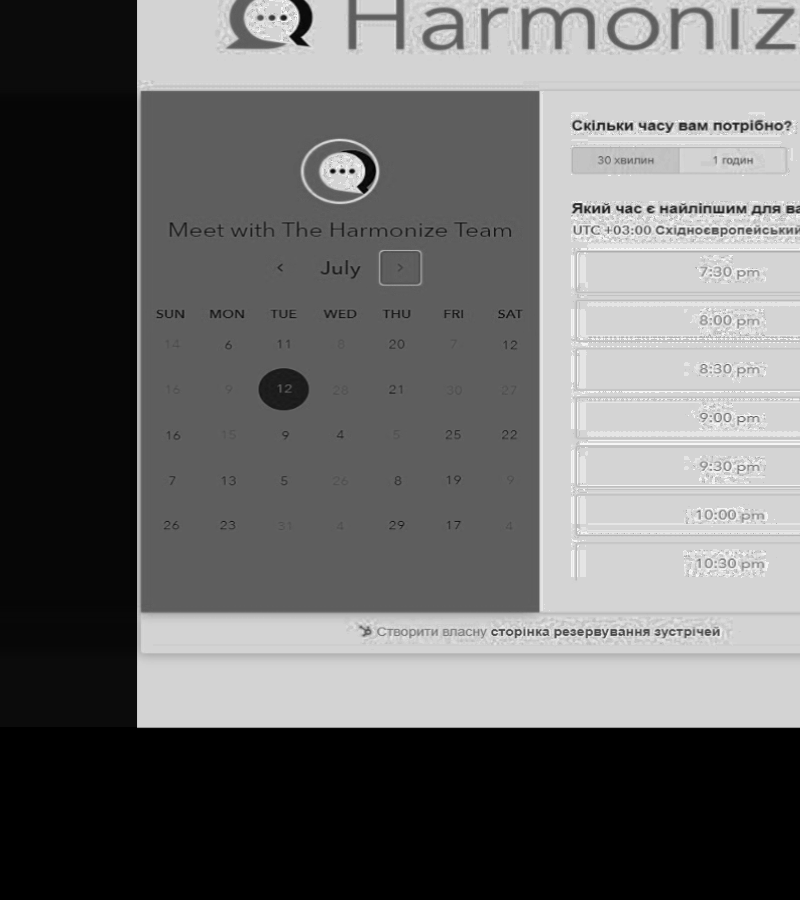 Harmoniz
Meet with The Harmonize Team
July
SUN MON TUE WED THU FRI SAT
14 6 11 8 20 7 12
16 9 12 28 21 30 27
16 15 9 4 5 25 22
7 13 5 26 8 19 9
26 23 31 4 29 17 4
Скільки часу вам потрібно?
30 хвилин 1 годин
Який час є найліпшим для ва
UTC +03:00 Східноєвропейський
7:30 pm
8:00 pm
8:30 pm
9:00 pm
9:30 pm
10:00 pm
10:30 pm
Створити власну сторінка резервування зустрічей